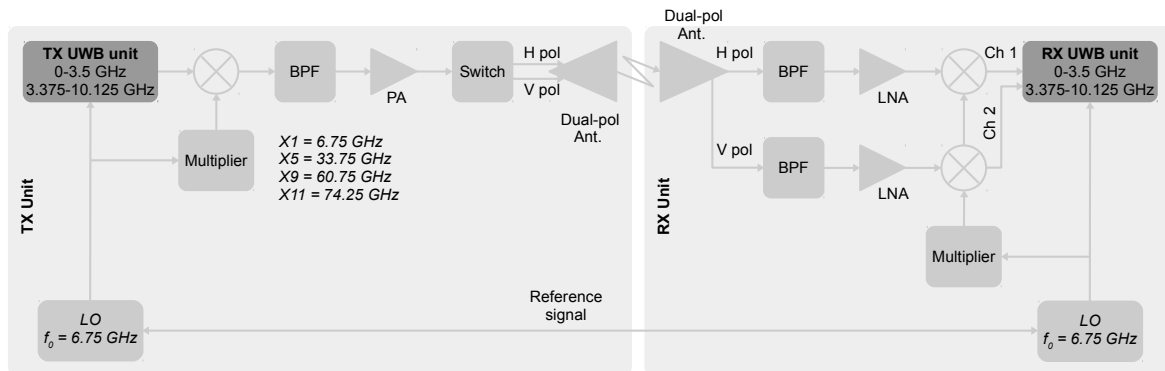 TX UWB unit
0-3.5 GHz
3.375-10.125 GHz
BPF
PA
Switch
H pol
V pol
Dual-pol
Ant.
Multiplier
X1 = 6.75 GHz
X5 = 33.75 GHz
X9 = 60.75 GHz
X11 = 74.25 GHz
TX Unit
LO
f0 = 6.75 GHz
Reference
signal
Dual-pol
Ant.
H pol
V pol
BPF
LNA
Ch 1
Ch 2
RX UWB unit
0-3.5 GHz
3.375-10.125 GHz
BPF
LNA
RX Unit
Multiplier
LO
f0 = 6.75 GHz